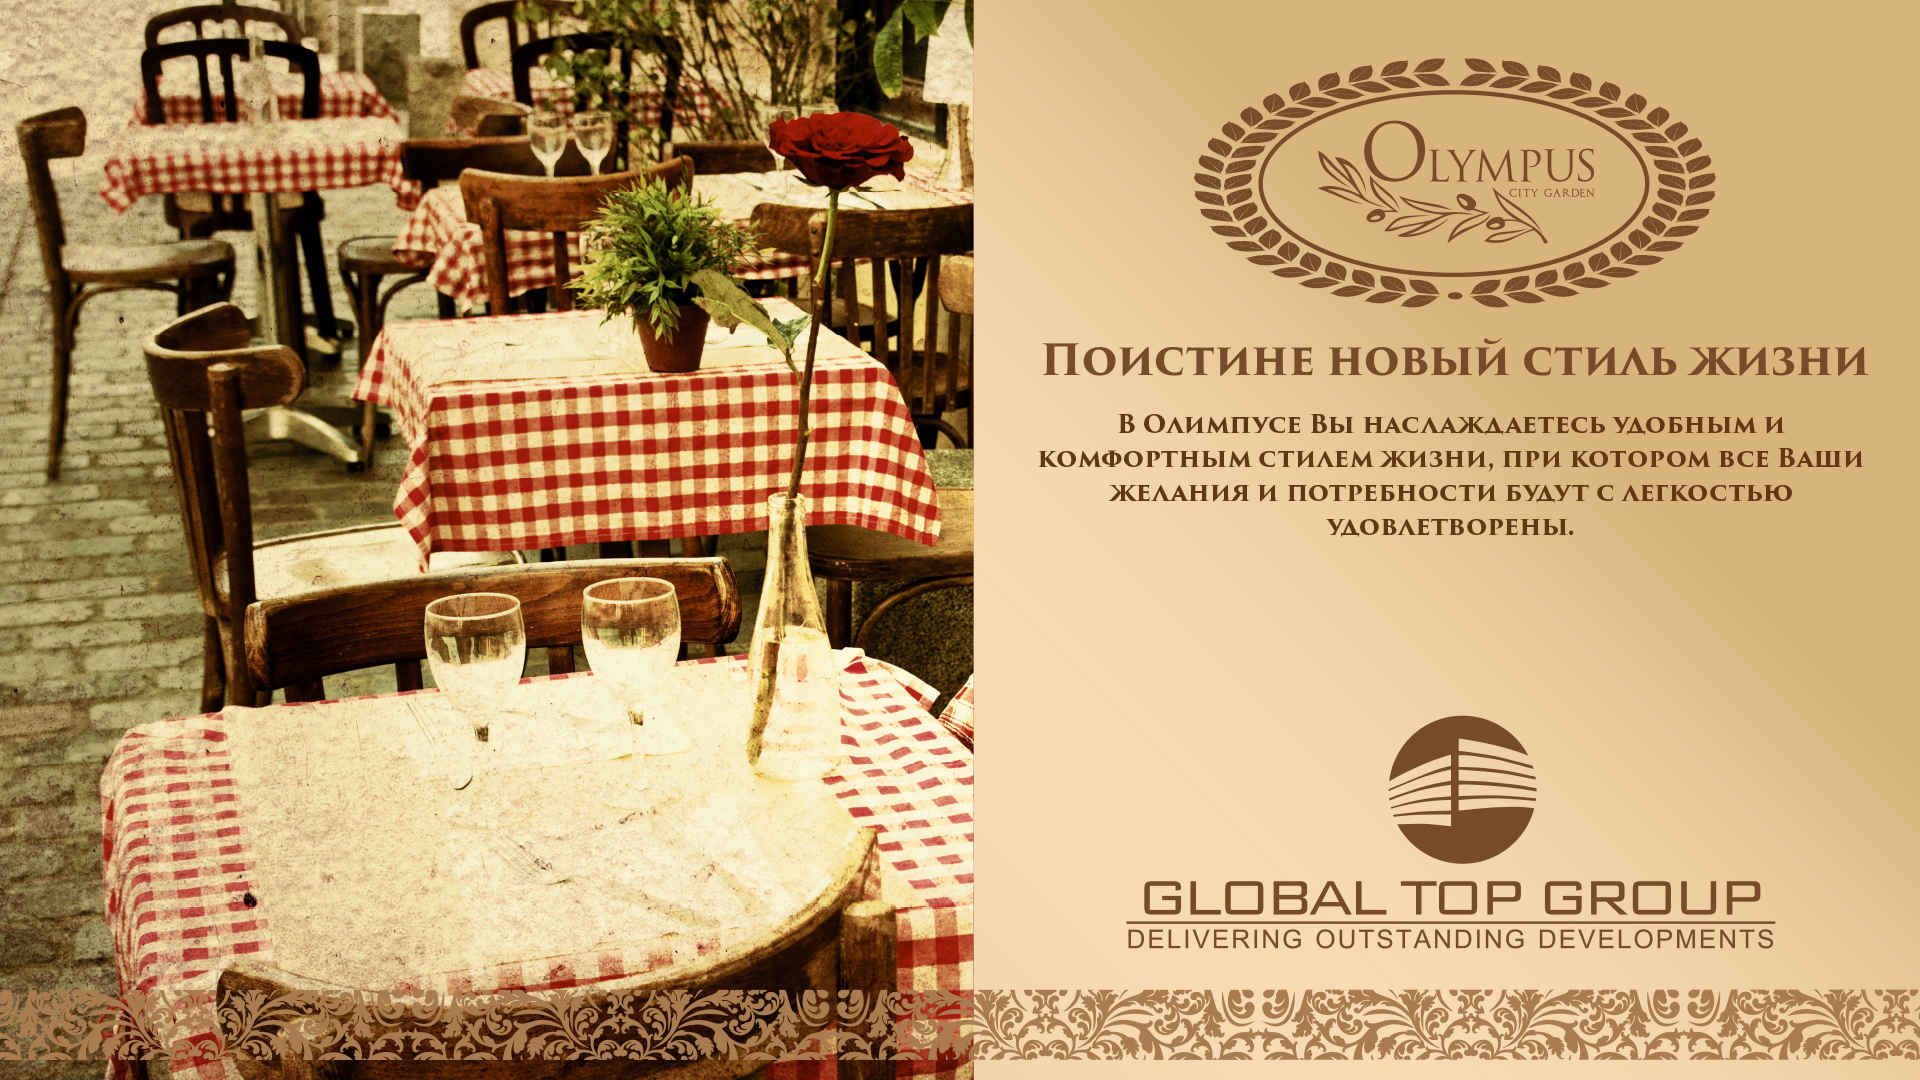 OLYMPUS
CITY GARDEN
ПОИСТИНЕ НОВЫЙ СТИЛЬ ЖИЗНИ
В ОЛИМПУСЕ ВЫ НАСЛАЖДАЕТЕСЬ УДОБНЫМ И
КОМФОРТНЫМ СТИЛЕМ ЖИЗНИ, ПРИ КОТОРОМ ВСЕ ВАШИ
ЖЕЛАНИЯ И ПОТРЕБНОСТИ БУДУТ С ЛЕГКОСТЬЮ
УДОВЛЕТВОРЕНЫ.
GLOBAL TOP GROUP
DELIVERING OUTSTANDING DEVELOPMENTS